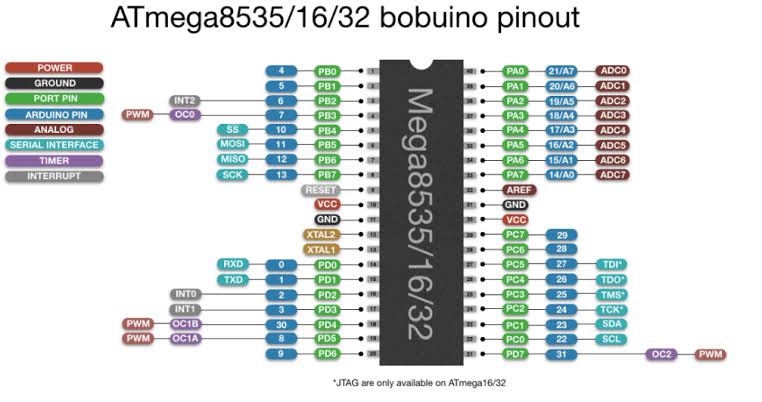 ATmega8535/16/32 bobuino pinout
POWER
GROUND
PORT PIN
ARDUINO PIN
ANALOG
SERIAL INTERFACE
TIMER
INTERRUPT
Mega8535/16/32
4 PB0 1
5 PB1 2
INT2 6 PB2 3
PWM OC0 7 PB3 4
SS 10 PB4 5
MOSI 11 PB5 6
MISO 12 PB6 7
SCK 13 PB7 8
RESET 9
VCC 10
GND 11
XTAL2 12
XTAL1 13
RXD 0 PD0 14
TXD 1 PD1 15
INT0 2 PD2 16
INT1 3 PD3 17
PWM OC1B 30 PD4 18
PWM OC1A 8 PD5 19
9 PD6 20
40 PA0 21/A7 ADC0
39 PA1 20/A6 ADC1
38 PA2 19/A5 ADC2
37 PA3 18/A4 ADC3
36 PA4 17/A3 ADC4
35 PA5 16/A2 ADC5
34 PA6 15/A1 ADC6
33 PA7 14/A0 ADC7
32 AREF
31 GND
30 VCC
29 PC7 29
28 PC6 28
27 PC5 27 TDI*
26 PC4 26 TDO*
25 PC3 25 TMS*
24 PC2 24 TCK*
23 PC1 23 SDA
22 PC0 22 SCL
21 PD7 31 OC2 PWM
*JTAG are only available on ATmega16/32